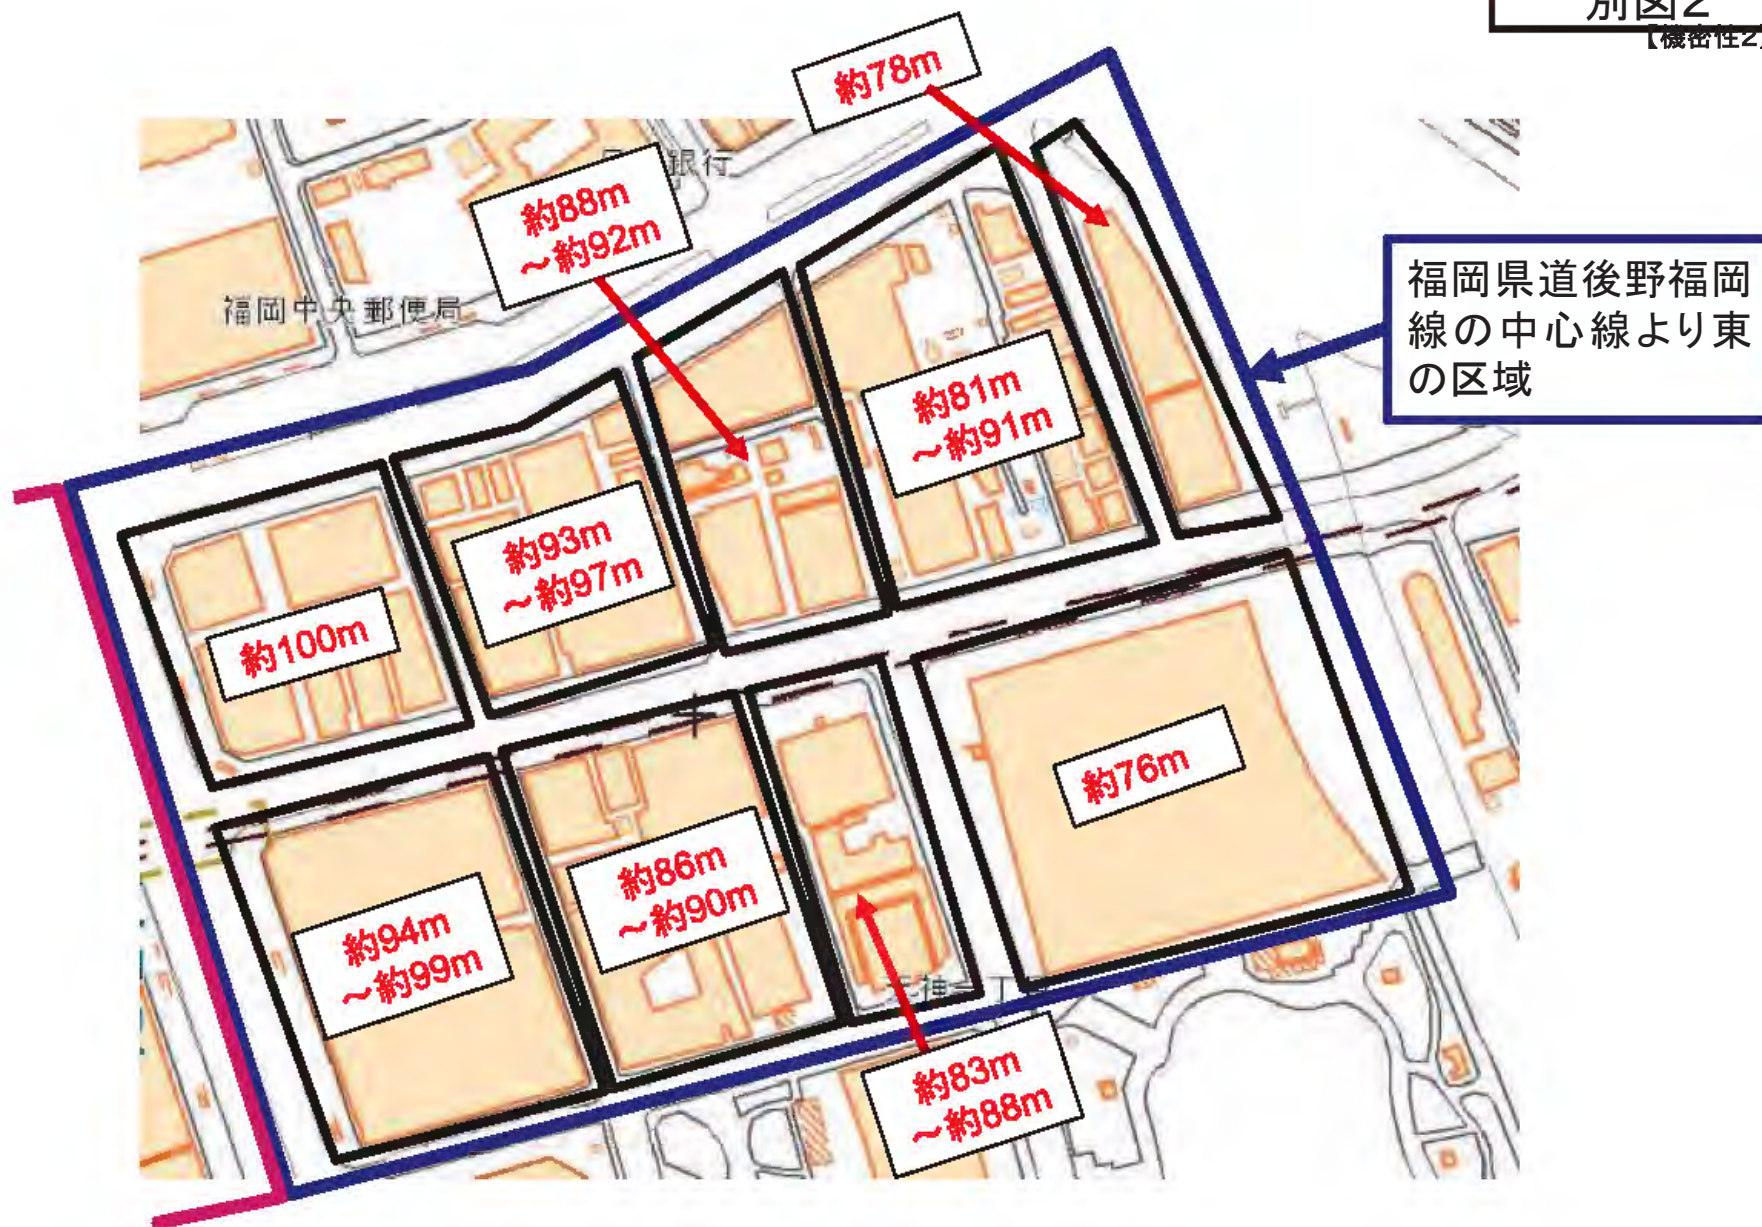 別図2
【機密性2】
約78m
銀行
約88m
～約92m
福岡中央郵便局
福岡県道後野福岡
線の中心線より東
の区域
約81m
～約91m
約93m
～約97m
約100m
約76m
約86m
～約90m
約94m
～約99m
約83m
～約88m